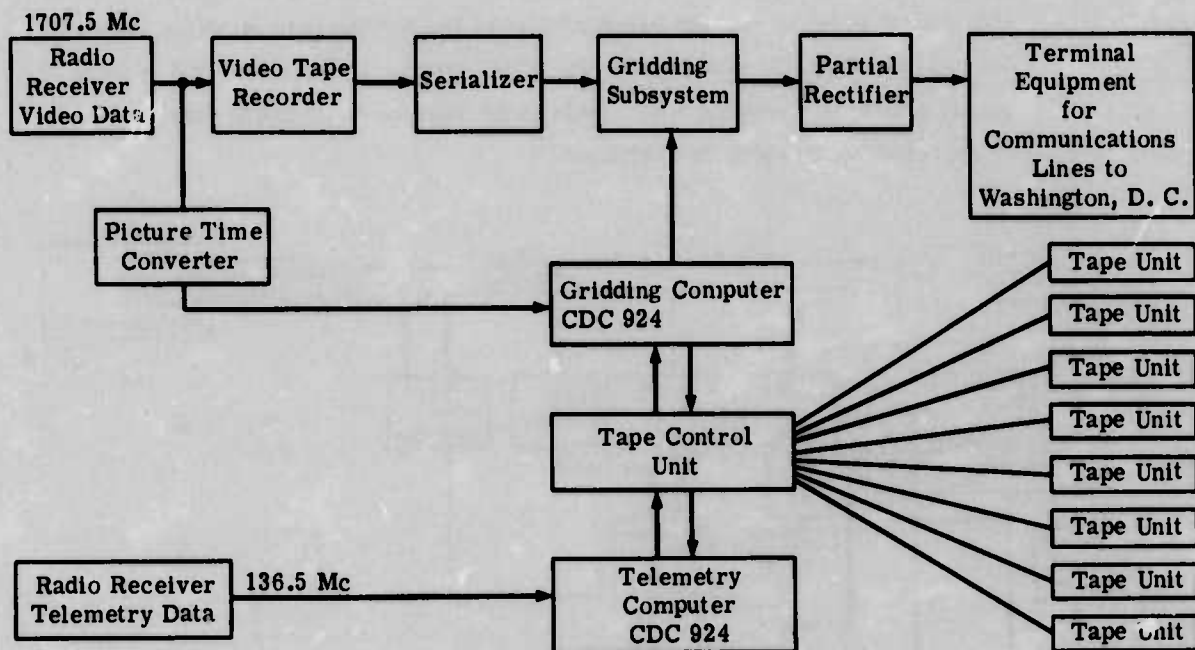 1707.5 Mc
Radio
Receiver
Video Data
Video Tape
Recorder
Serializer
Gridding
Subsystem
Partial
Rectifier
Terminal
Equipment
for
Communications
Lines to
Washington, D. C.
Picture Time
Converter
Gridding Computer
CDC 924
Tape Control
Unit
Tape Unit
Tape Unit
Tape Unit
Tape Unit
Tape Unit
Tape Unit
Tape Unit
Tape Unit
Radio Receiver
Telemetry Data
136.5 Mc
Telemetry
Computer
CDC 924